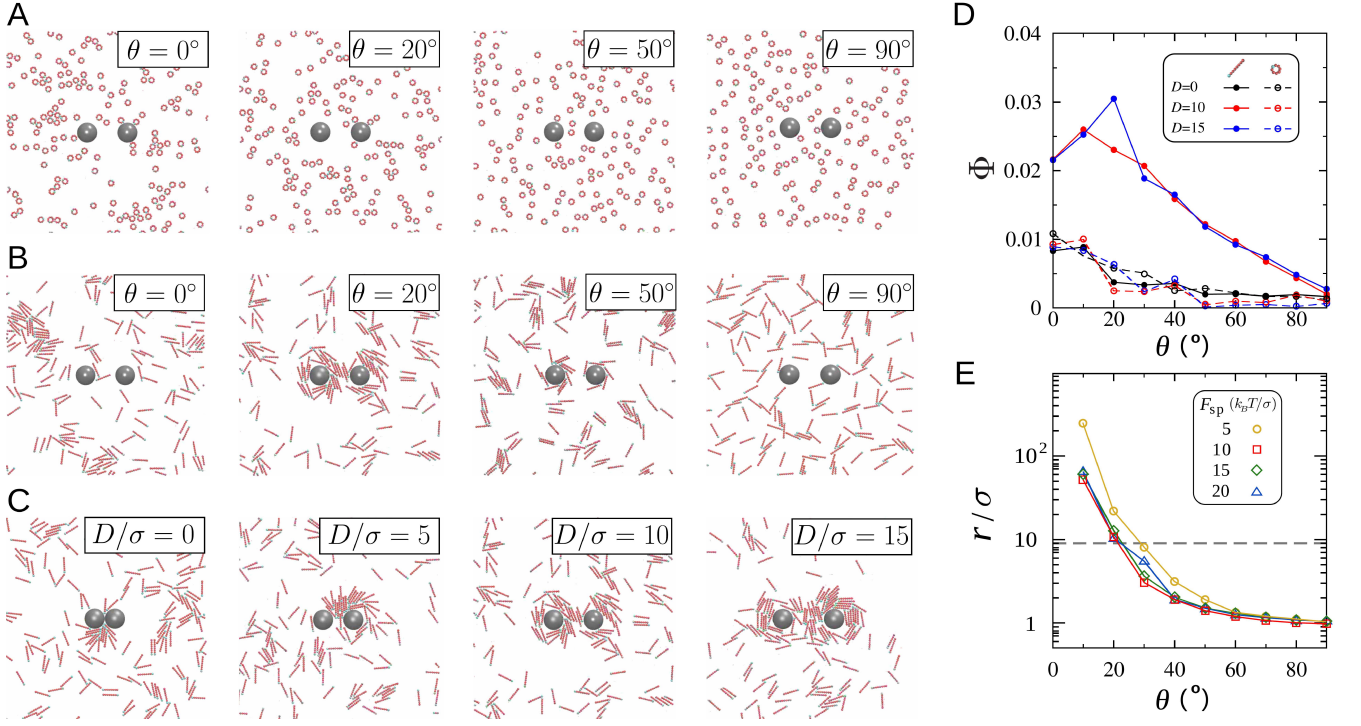 A
θ = 0°
θ = 20°
θ = 50°
θ = 90°
B
θ = 0°
θ = 20°
θ = 50°
θ = 90°
C
D/σ = 0
D/σ = 5
D/σ = 10
D/σ = 15
D
0.04
0.03
0.02
0.01
0
Φ
D=0
D=10
D=15
0 20 40 60 80
θ (°)
E
10²
10
1
r/σ
F_sp (k_BT/σ)
5
10
15
20
0 20 40 60 80
θ (°)